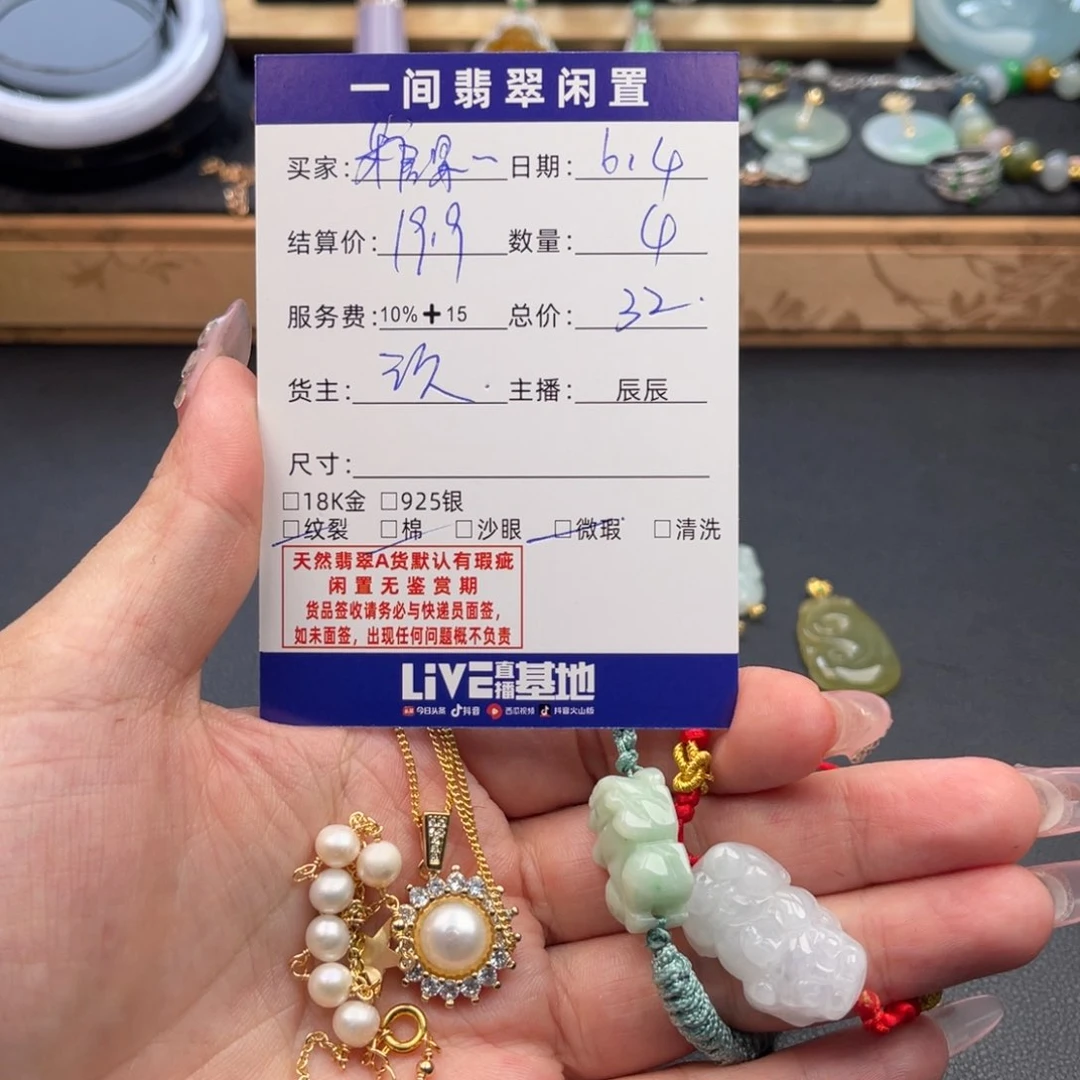 一间翡翠闲置
买家: 日期: 6.4
结算价: 19.9 数量: 4
服务费:10%+15 总价: 32.
货主: 玖 主播: 辰辰
尺寸:
□18K金 □925银
□纹裂 □棉 □沙眼 □微瑕 □清洗
天然翡翠A货默认有瑕疵
闲置无鉴赏期
货品签收请务必与快递员面签,
如未面签，出现任何问题概不负责
LiVE直播基地
头条 今日头条 抖音 西瓜视频 抖音火山版